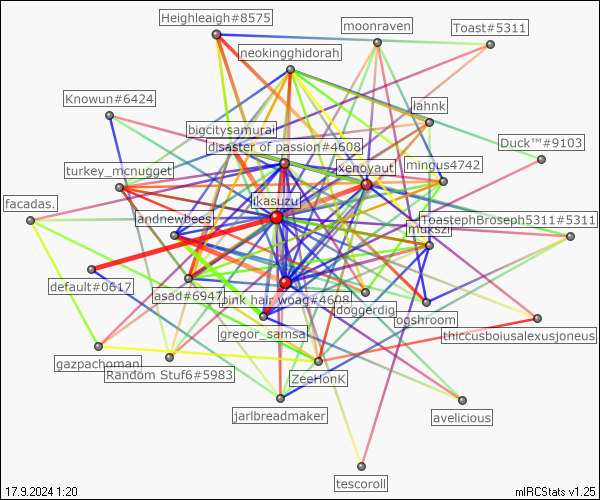 Heighleaigh#8575
moonraven
Toast#5311
neokingghidorah
Knowun#6424
lahnk
bigcitysamurai
disaster of passion#4608
Duck™#9103
xenoyaut
mindus4742
turkey_mcnugget
ikasuzu
facadas.
andnewbees
ToastephBroseph5311#5311
mukszi
default#0617
asad#6947
pink hair woag#4608
doggerdig
ogshroom
gregor_samsa
thiccusboiusalexusjoneus
gazpachoman
Random Stuf6#5983
ZeeHonK
jarlbreadmaker
avelicious
tescoroll
17.9.2024 1:20
mIRCStats v1.25